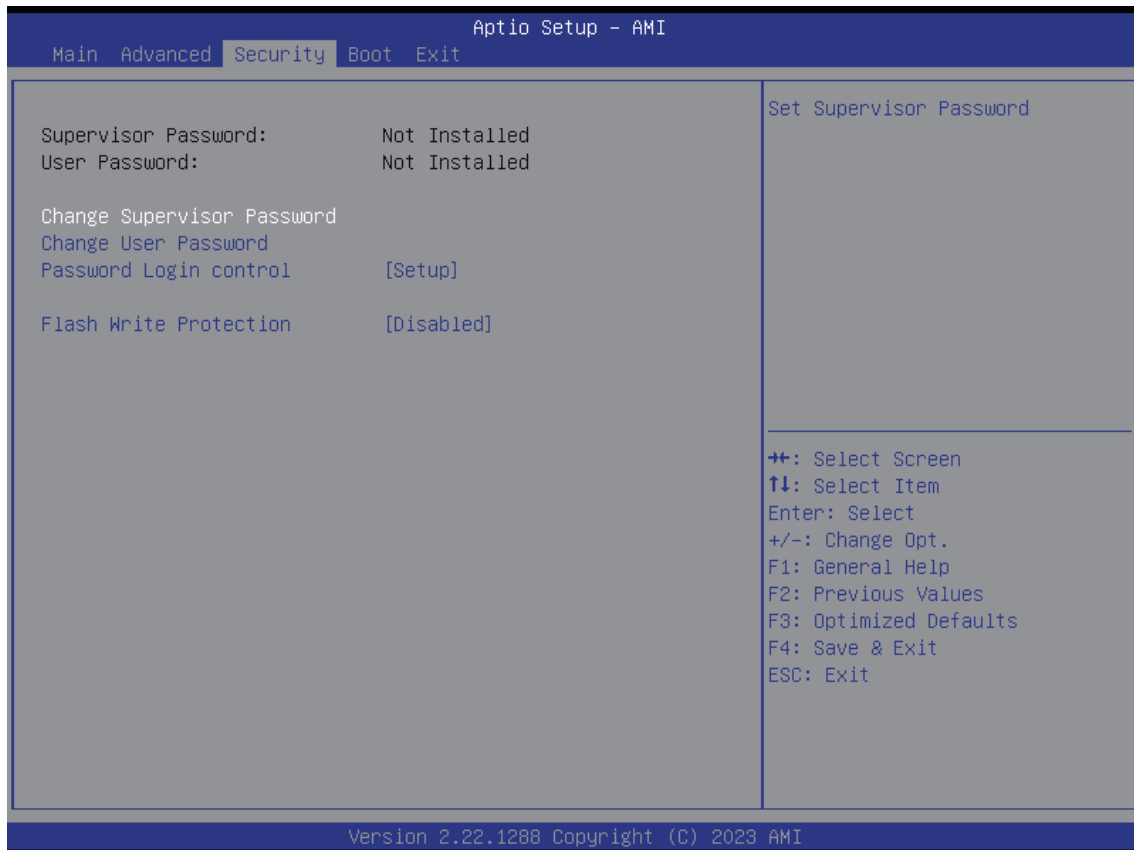 Aptio Setup – AMI
Main Advanced Security Boot Exit
Supervisor Password: Not Installed
User Password: Not Installed
Change Supervisor Password
Change User Password
Password Login control [Setup]
Flash Write Protection [Disabled]
Set Supervisor Password
→←: Select Screen
↑↓: Select Item
Enter: Select
+/-: Change Opt.
F1: General Help
F2: Previous Values
F3: Optimized Defaults
F4: Save & Exit
ESC: Exit
Version 2.22.1288 Copyright (C) 2023 AMI